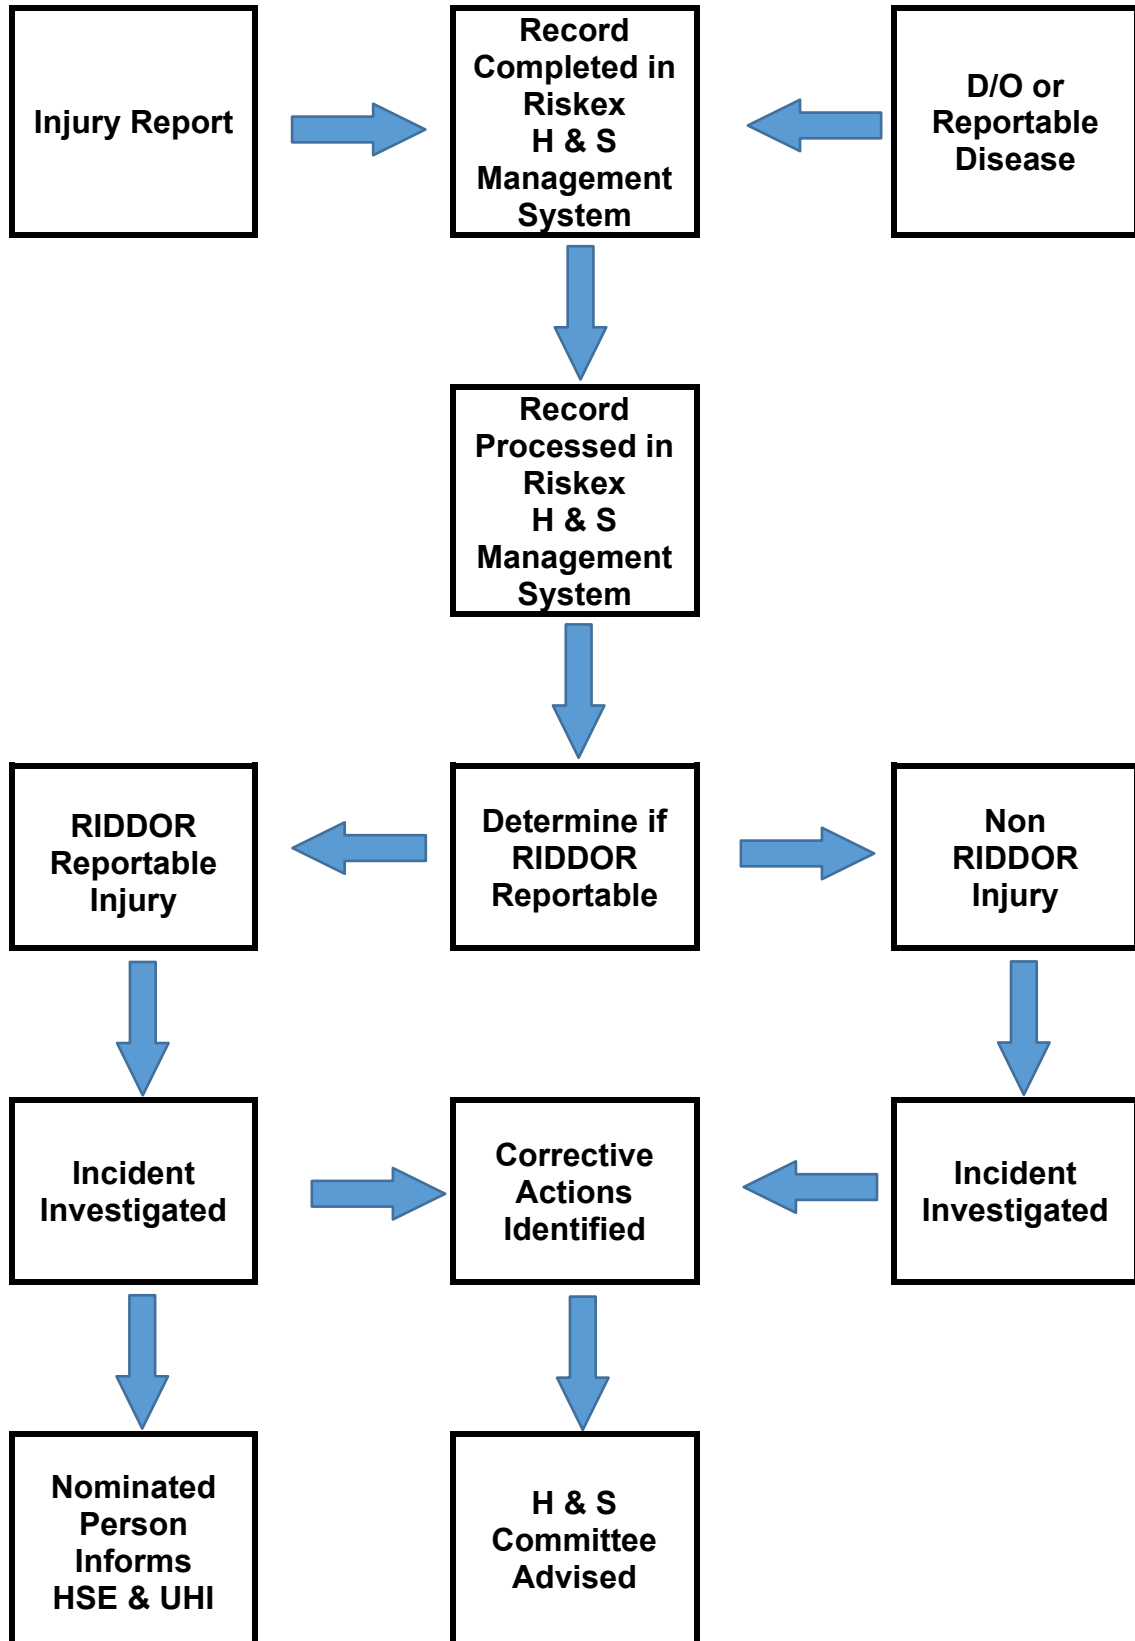 Injury Report
Record
Completed in
Riskex
H & S
Management
System
D/O or
Reportable
Disease
Record
Processed in
Riskex
H & S
Management
System
RIDDOR
Reportable
Injury
Determine if
RIDDOR
Reportable
Non
RIDDOR
Injury
Incident
Investigated
Corrective
Actions
Identified
Incident
Investigated
Nominated
Person
Informs
HSE & UHI
H & S
Committee
Advised